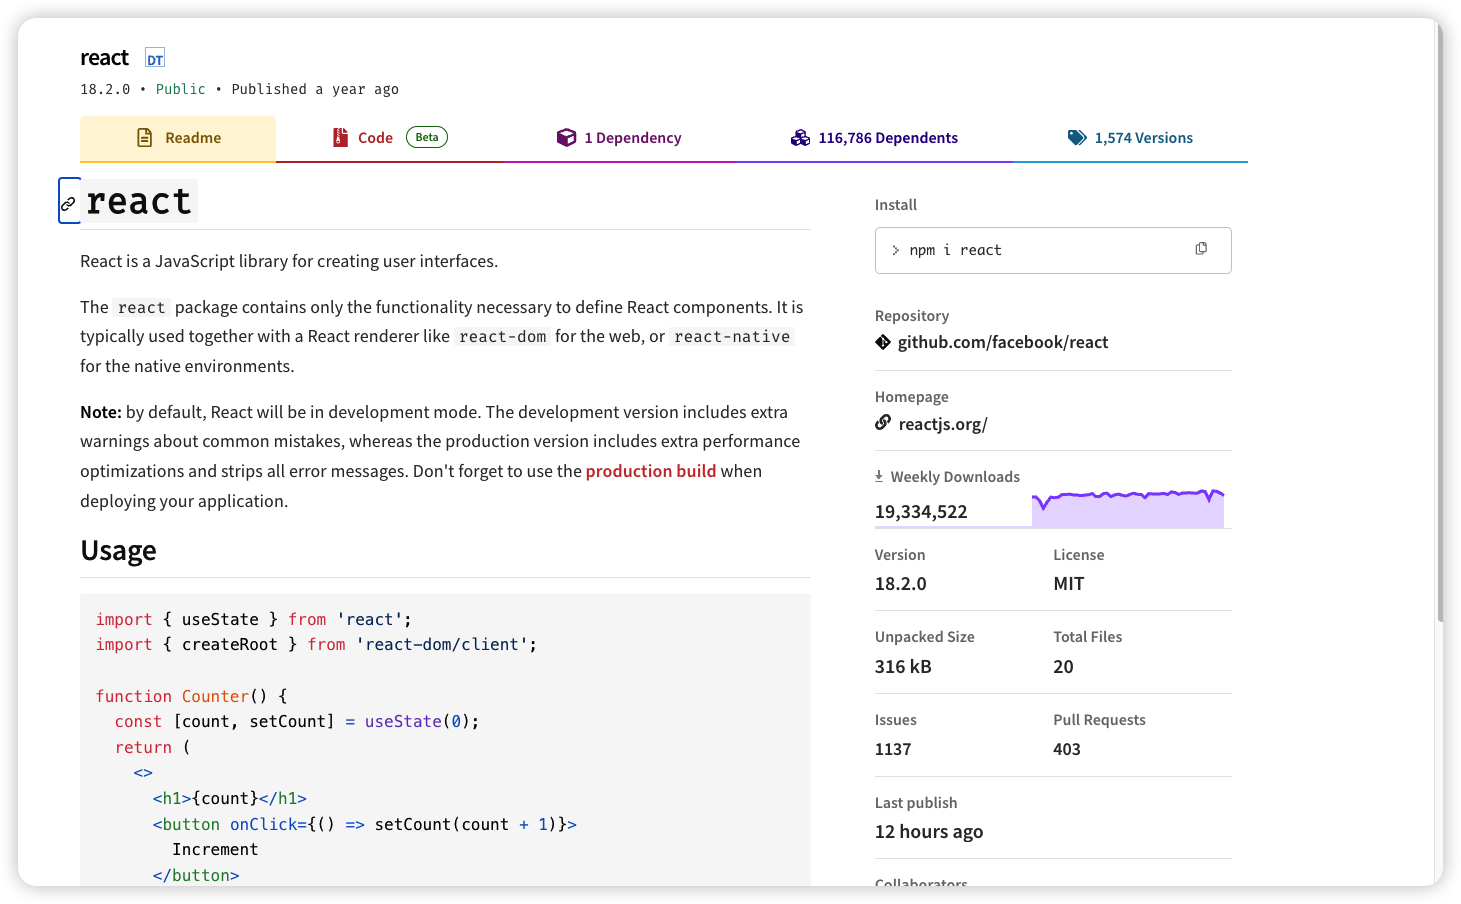 react DT
18.2.0 • Public • Published a year ago
Readme
Code Beta
1 Dependency
116,786 Dependents
1,574 Versions
react
React is a JavaScript library for creating user interfaces.
The react package contains only the functionality necessary to define React components. It is
typically used together with a React renderer like react-dom for the web, or react-native
for the native environments.
Note: by default, React will be in development mode. The development version includes extra
warnings about common mistakes, whereas the production version includes extra performance
optimizations and strips all error messages. Don't forget to use the production build when
deploying your application.
Usage
import { useState } from 'react';
import { createRoot } from 'react-dom/client';
function Counter() {
const [count, setCount] = useState(0);
return (
<>
<h1>{count}</h1>
<button onClick={() => setCount(count + 1)}>
Increment
</button>
Install
> npm i react
Repository
github.com/facebook/react
Homepage
reactjs.org/
Weekly Downloads
19,334,522
Version
18.2.0
License
MIT
Unpacked Size
316 kB
Total Files
20
Issues
1137
Pull Requests
403
Last publish
12 hours ago
Collaborators